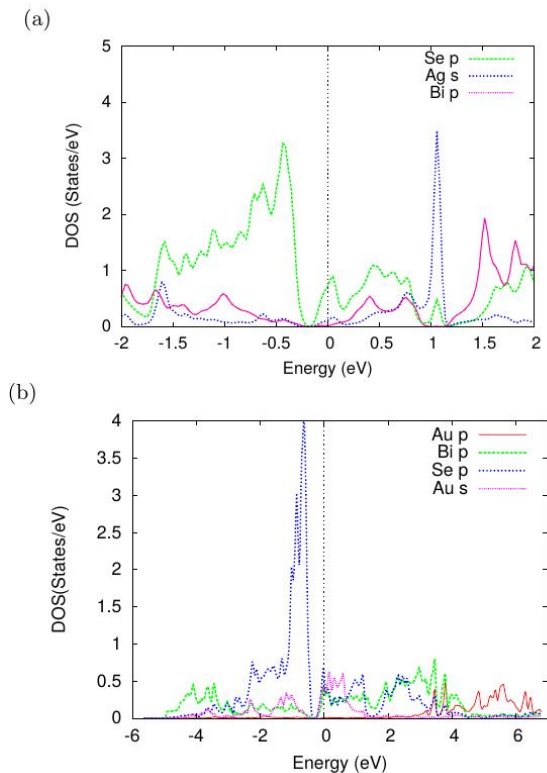 (a)
5
4
3
2
1
0
DOS (States/eV)
Se p
Ag s
Bi p
-2 -1.5 -1 -0.5 0 0.5 1 1.5 2
Energy (eV)
(b)
4
3.5
3
2.5
2
1.5
1
0.5
0
DOS(States/eV)
Au p
Bi p
Se p
Au s
-6 -4 -2 0 2 4 6
Energy (eV)